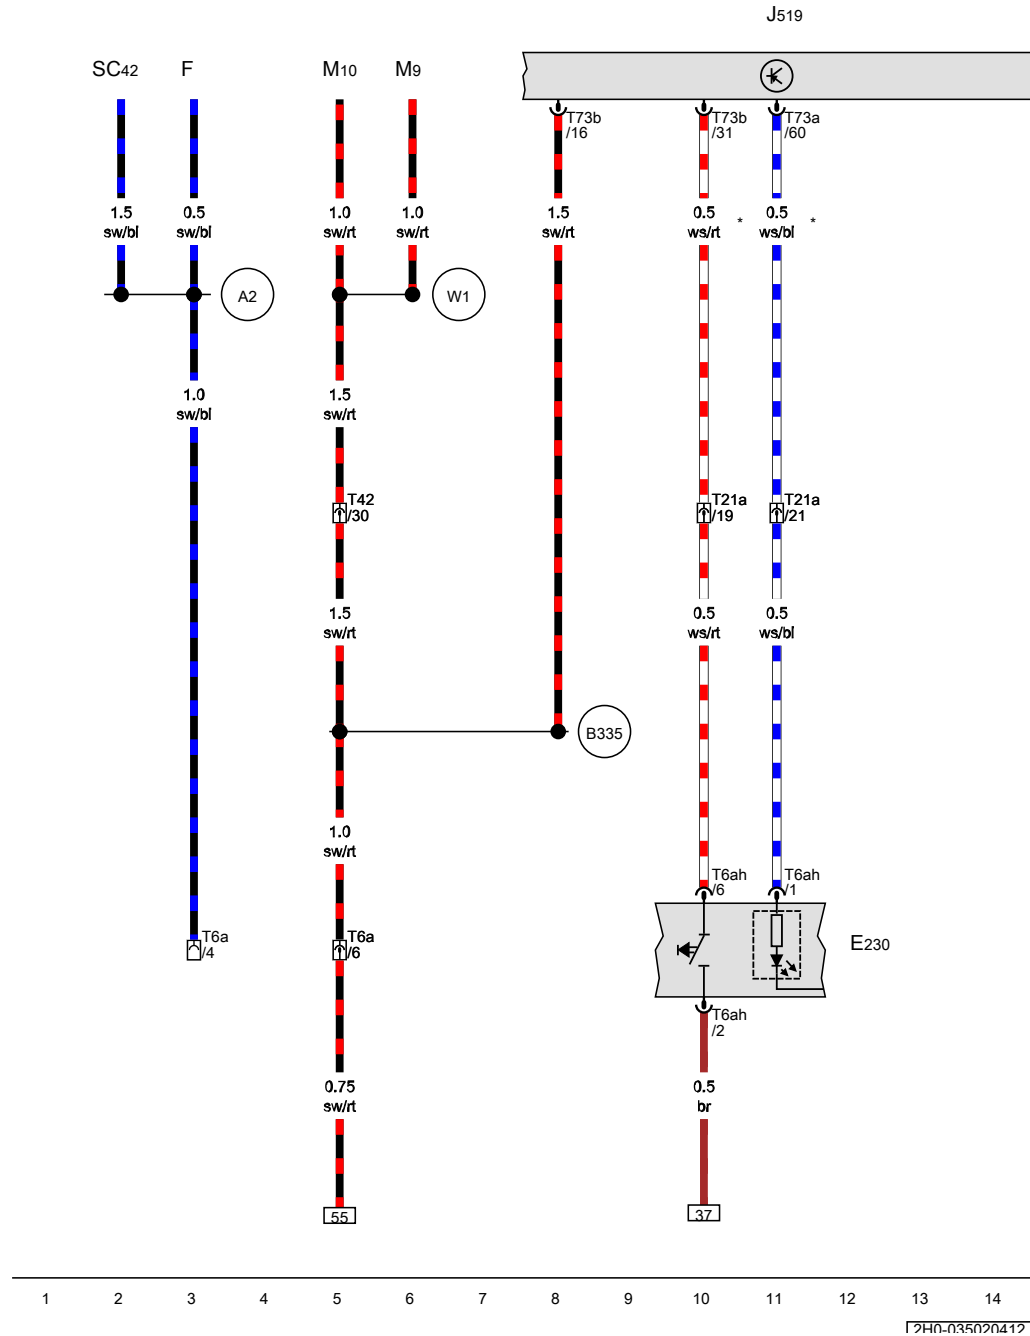 J519
SC42 F M10 M9
T73b
/16
T73b
/31
T73a
/60
1.5
sw/bl
0.5
sw/bl
1.0
sw/rt
1.0
sw/rt
1.5
sw/rt
0.5
ws/rt
*
0.5
ws/bl
*
A2
W1
1.0
sw/bl
1.5
sw/rt
T42
/30
T21a
/19
T21a
/21
1.5
sw/rt
0.5
ws/rt
0.5
ws/bl
B335
1.0
sw/rt
T6ah
/6
T6ah
/1
T6a
/4
T6a
/6
E230
T6ah
/2
0.75
sw/rt
0.5
br
55
37
1 2 3 4 5 6 7 8 9 10 11 12 13 14
2H0-035020412